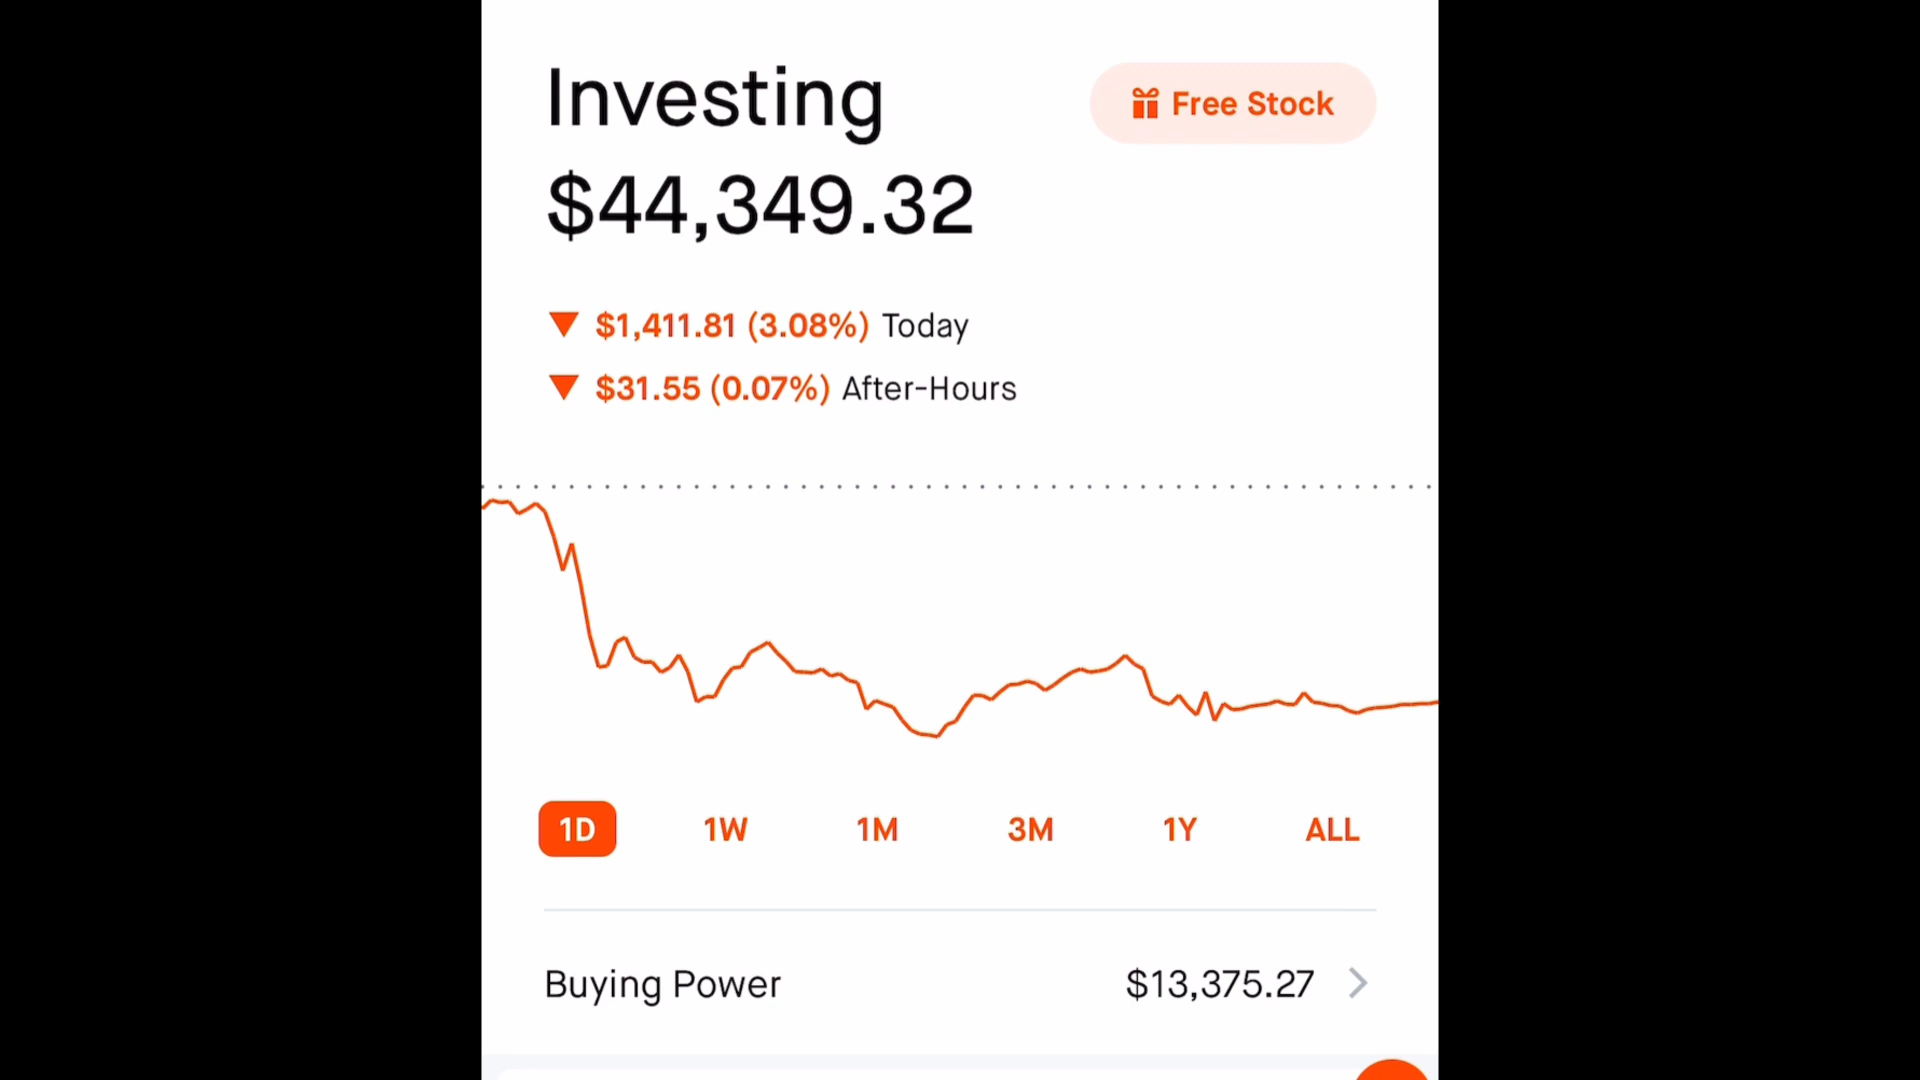 Investing
Free Stock
$44,349.32
▼ $1,411.81 (3.08%) Today
▼ $31.55 (0.07%) After-Hours
1D 1W 1M 3M 1Y ALL
Buying Power $13,375.27